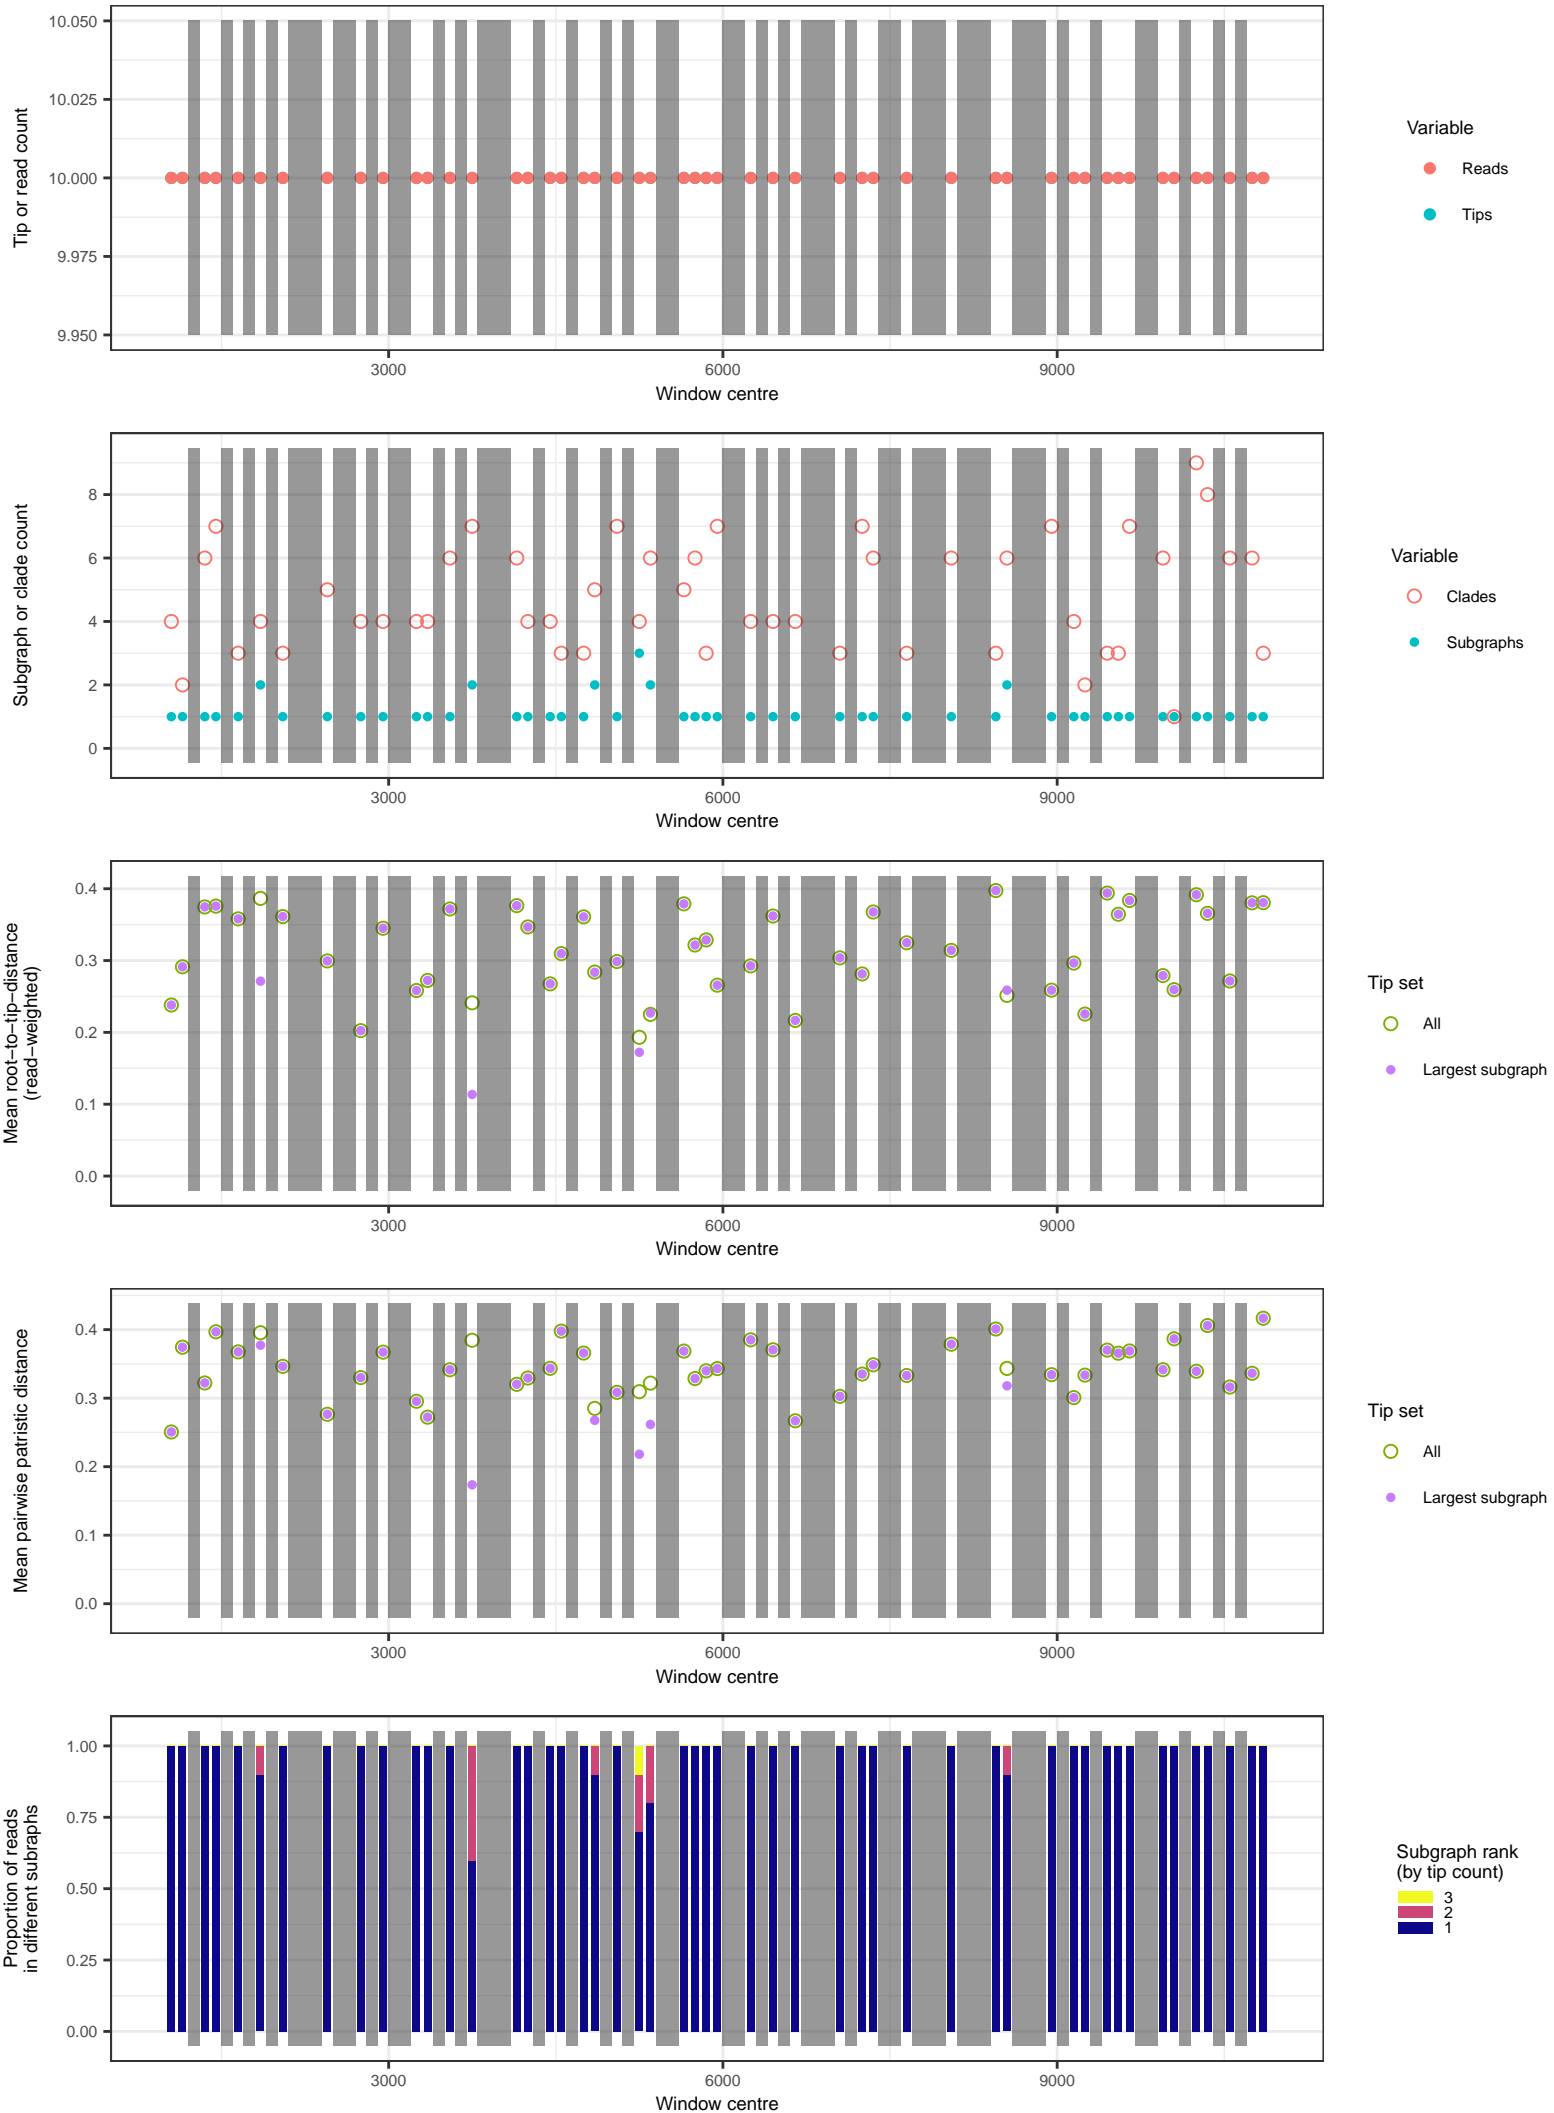 Tip or read count
10.050
10.025
10.000
9.975
9.950
3000 6000 9000
Window centre
Variable
Reads
Tips
Subgraph or clade count
8
6
4
2
0
3000 6000 9000
Window centre
Variable
Clades
Subgraphs
Mean root−to−tip−distance
(read−weighted)
0.4
0.3
0.2
0.1
0.0
3000 6000 9000
Window centre
Tip set
All
Largest subgraph
Mean pairwise patristic distance
0.4
0.3
0.2
0.1
0.0
3000 6000 9000
Window centre
Tip set
All
Largest subgraph
Proportion of reads
in different subraphs
1.00
0.75
0.50
0.25
0.00
3000 6000 9000
Window centre
Subgraph rank
(by tip count)
3
2
1